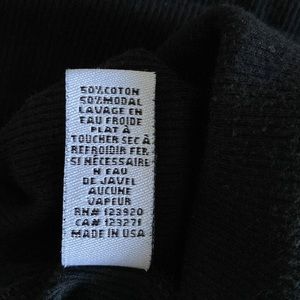 50%COTON
50%MODAL
LAVAGE EN
EAU FROIDE
PLAT À
TOUCHER SEC À
REFROIDIR FER,
SI NÉCESSAIRE
N EAU
DE JAVEL
AUCUNE
VAPEUR
RN# 123920
CA# 123271
MADE IN USA